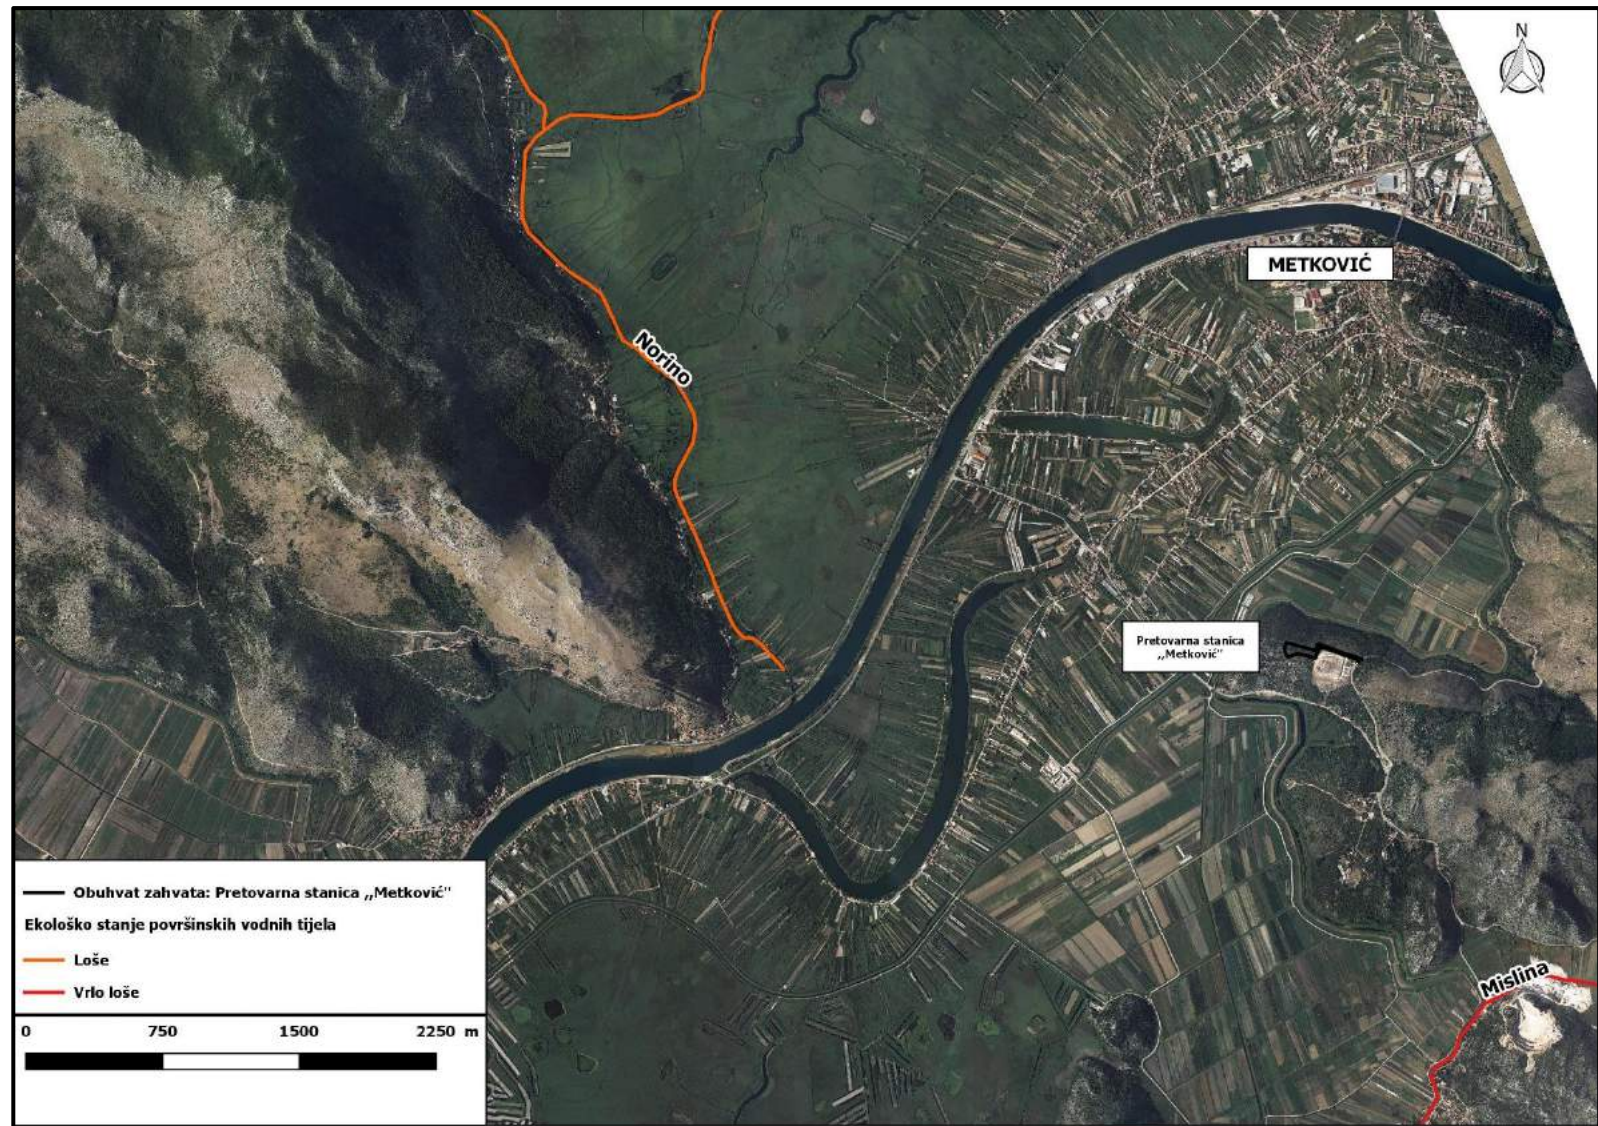 N
METKOVIĆ
Norino
Pretovarna stanica
,,Metković"
Obuhvat zahvata: Pretovarna stanica ,,Metković"
Ekološko stanje površinskih vodnih tijela
Loše
Vrlo loše
Mislina
0 750 1500 2250 m